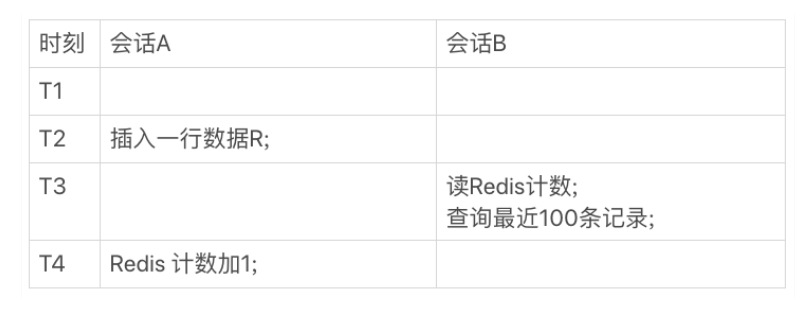 时刻 会话A 会话B
T1
T2 插入一行数据R;
T3 读Redis计数;
查询最近100条记录;
T4 Redis 计数加1;